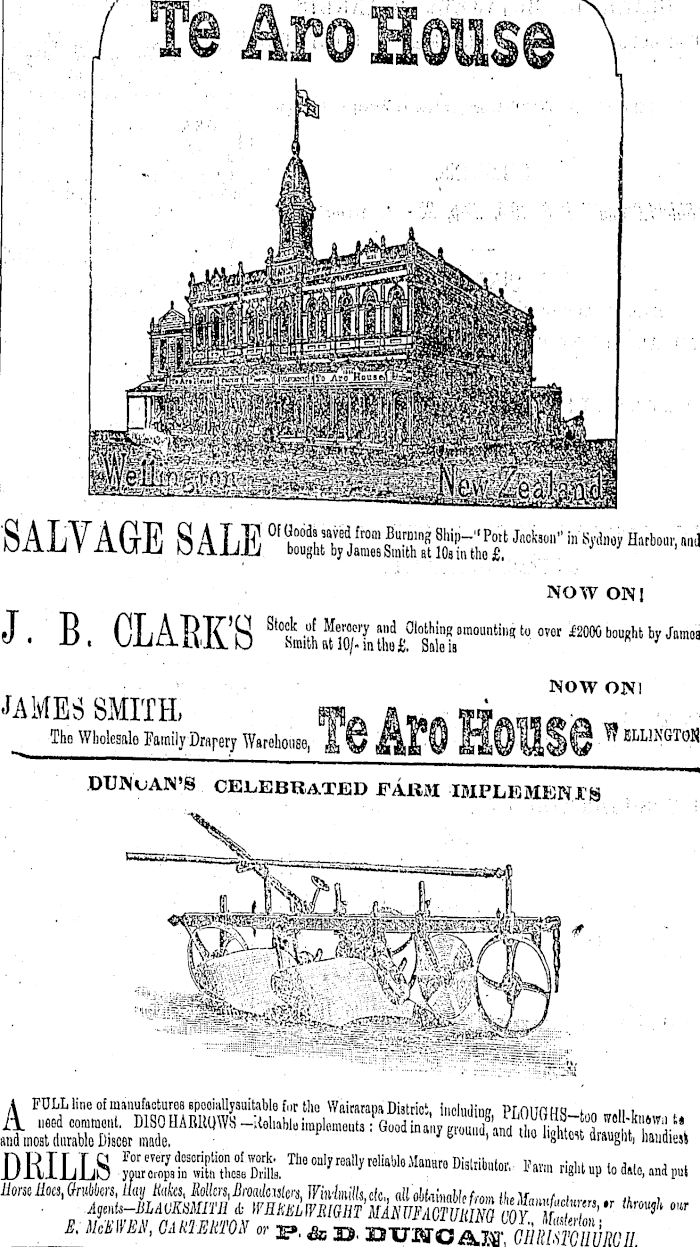 Te Aro House
Te Aro House
Te Aro House
Wellington New Zealand
SALVAGE SALE Of Goods saved from Burning Ship—"Port Jackson" in Sydney Harbour, and
bought by James Smith at 10s in the £.
NOW ON!
J. B. CLARK'S Stock of Mercery and Clothing amounting to over £2000 bought by James
Smith at 10/- in the £. Sale is
NOW ON!
JAMES SMITH,
The Wholesale Family Drapery Warehouse, Te Aro House WELLINGTON
DUNCAN'S CELEBRATED FARM IMPLEMENTS
A FULL line of manufactures speciallysuitable for the Wairarapa District, including, PLOUGHS—too well-known to
need comment. DISC HARROWS—Reliable implements: Good in any ground, and the lightest draught, handiest
and most durable Discer made.
DRILLS For every description of work. The only really reliable Manure Distributor. Farm right up to date, and put
your crops in with these Drills.
Horse Hoes, Grubbers, Hay Rakes, Rollers, Broadcasters, Windmills, etc., all obtainable from the Manufacturers, or through our
Agents—BLACKSMITH & WHEELWRIGHT MANUFACTURING COY., Masterton;
E. McEWEN, CARTERTON or P. & D. DUNCAN, CHRISTCHURCH.